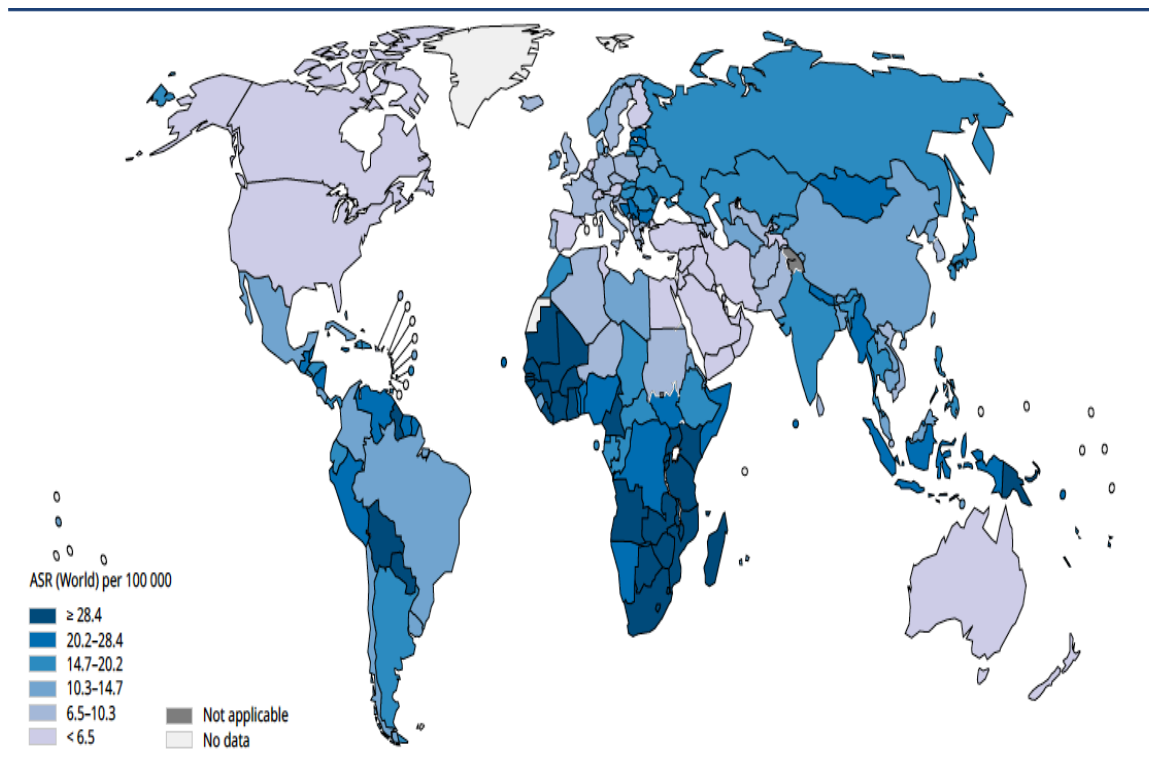 ASR (World) per 100 000
≥ 28.4
20.2–28.4
14.7–20.2
10.3–14.7
6.5–10.3
< 6.5
Not applicable
No data